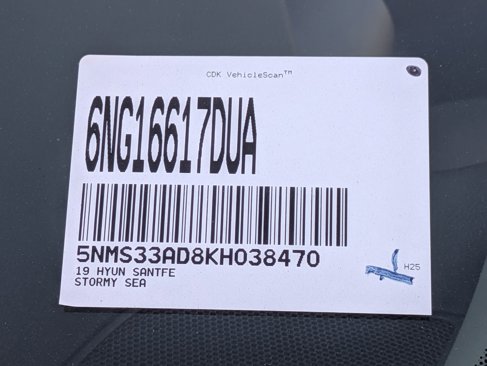 CDK VehicleScan™
6NG16617DUA
5NMS33AD8KH038470
19 HYUN SANTFE
STORMY SEA
H25